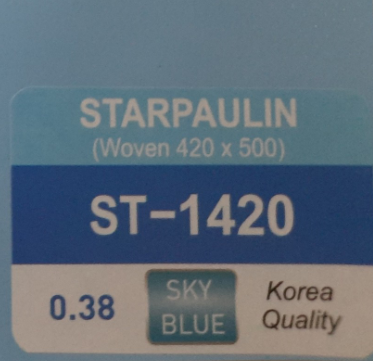 STARPAULIN
(Woven 420 x 500)
ST-1420
0.38
SKY
BLUE
Korea
Quality